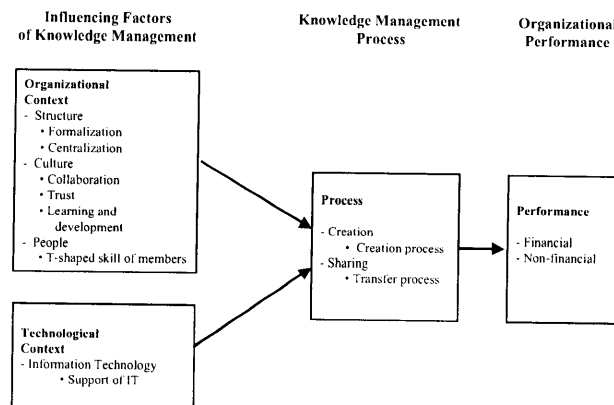 Influencing Factors
of Knowledge Management
Knowledge Management
Process
Organizational
Performance
Organizational
Context
- Structure
• Formalization
• Centralization
- Culture
• Collaboration
• Trust
• Learning and
development
- People
• T-shaped skill of members
Technological
Context
- Information Technology
• Support of IT
Process
- Creation
• Creation process
- Sharing
• Transfer process
Performance
- Financial
- Non-financial